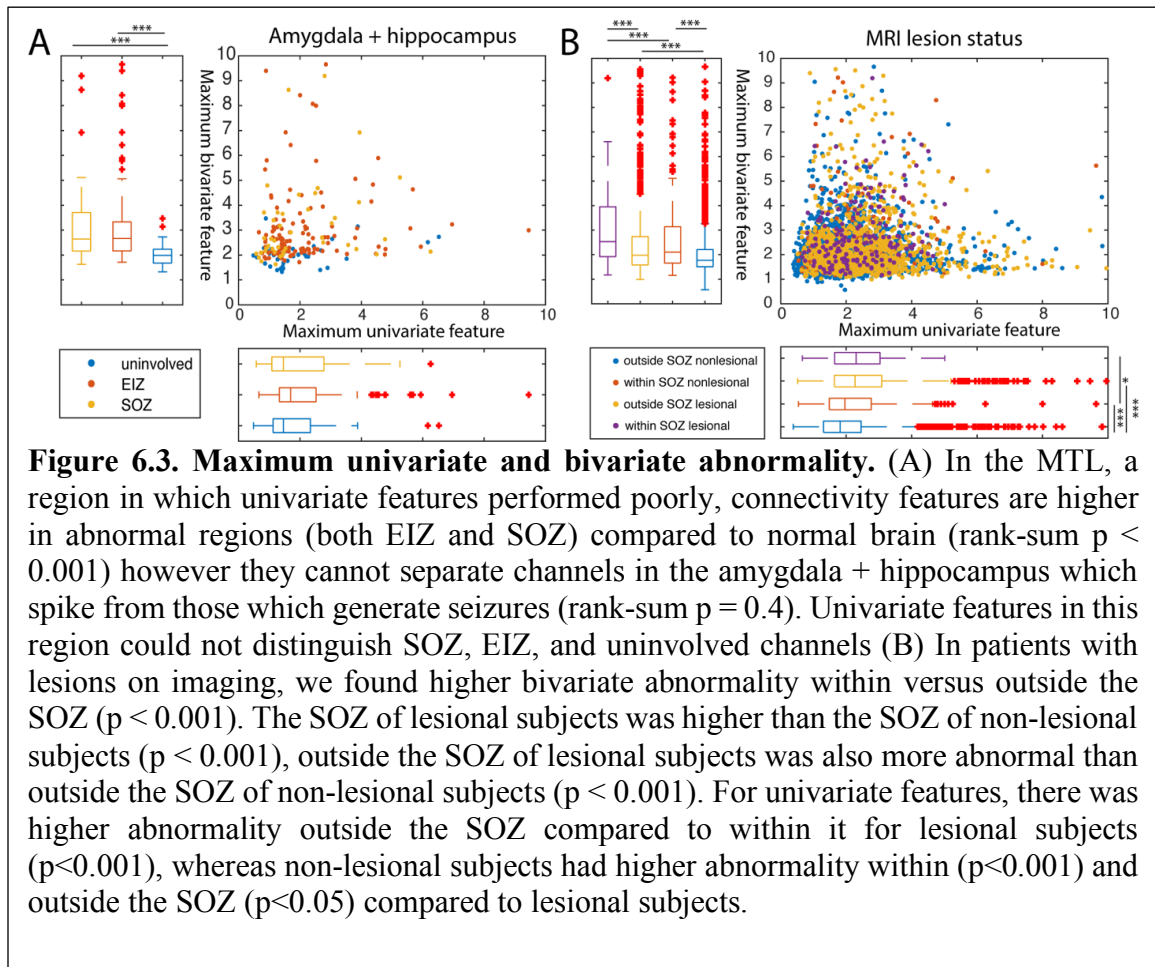 A
***
***
Amygdala + hippocampus
Maximum bivariate feature
10
9
8
7
6
5
4
3
2
1
0
0 2 4 6 8 10
Maximum univariate feature
uninvolved
EIZ
SOZ
B
*** ***
***
***
MRI lesion status
Maximum bivariate feature
10
9
8
7
6
5
4
3
2
1
0
0 2 4 6 8 10
Maximum univariate feature
outside SOZ nonlesional
within SOZ nonlesional
outside SOZ lesional
within SOZ lesional
*
***
***
Figure 6.3. Maximum univariate and bivariate abnormality. (A) In the MTL, a
region in which univariate features performed poorly, connectivity features are higher
in abnormal regions (both EIZ and SOZ) compared to normal brain (rank-sum p <
0.001) however they cannot separate channels in the amygdala + hippocampus which
spike from those which generate seizures (rank-sum p = 0.4). Univariate features in this
region could not distinguish SOZ, EIZ, and uninvolved channels (B) In patients with
lesions on imaging, we found higher bivariate abnormality within versus outside the
SOZ (p < 0.001). The SOZ of lesional subjects was higher than the SOZ of non-lesional
subjects (p < 0.001), outside the SOZ of lesional subjects was also more abnormal than
outside the SOZ of non-lesional subjects (p < 0.001). For univariate features, there was
higher abnormality outside the SOZ compared to within it for lesional subjects
(p<0.001), whereas non-lesional subjects had higher abnormality within (p<0.001) and
outside the SOZ (p<0.05) compared to lesional subjects.